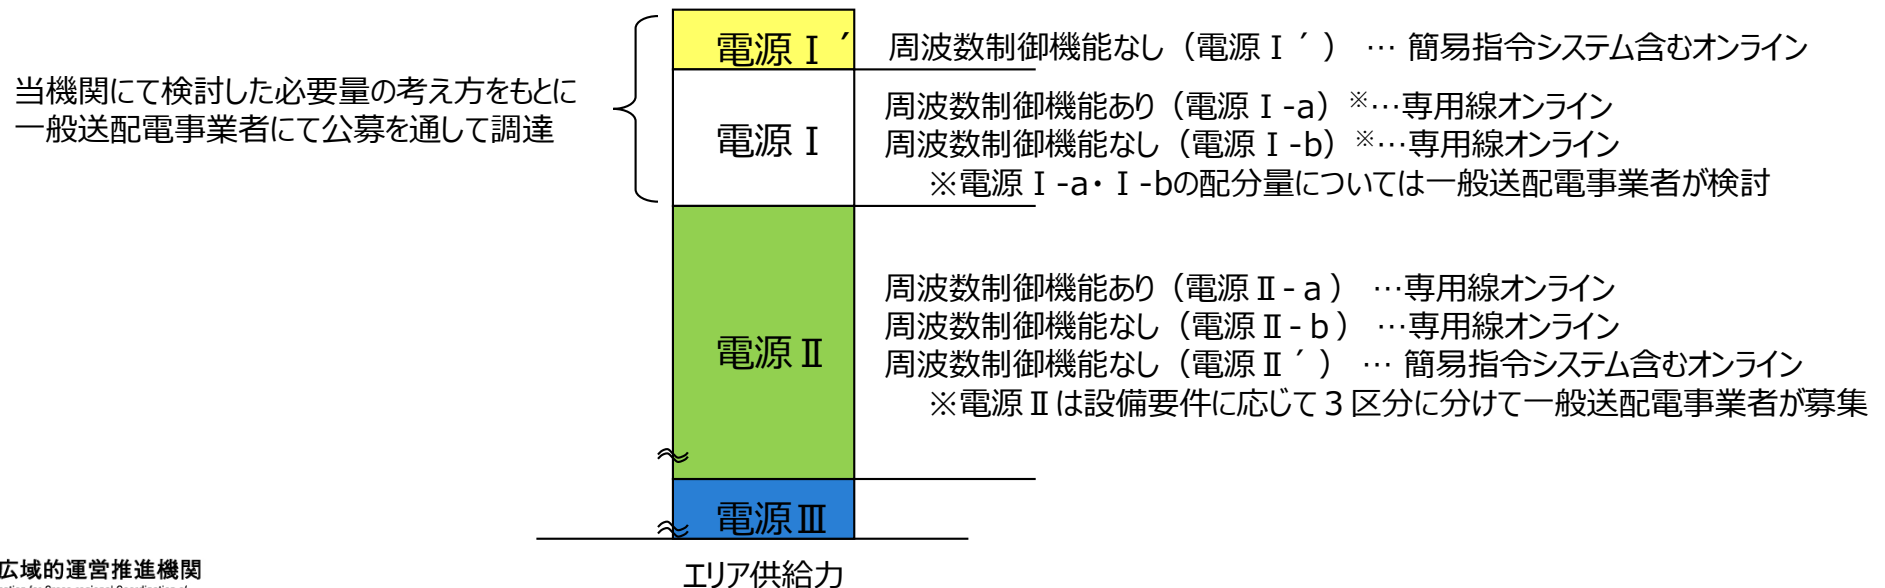 当機関にて検討した必要量の考え方をもとに
一般送配電事業者にて公募を通して調達
電源Ⅰ´
周波数制御機能なし（電源Ⅰ´） … 簡易指令システム含むオンライン
電源Ⅰ
周波数制御機能あり（電源Ⅰ-a）※…専用線オンライン
周波数制御機能なし（電源Ⅰ-b）※…専用線オンライン
※電源Ⅰ-a・Ⅰ-bの配分量については一般送配電事業者が検討
電源Ⅱ
周波数制御機能あり（電源Ⅱ-a） …専用線オンライン
周波数制御機能なし（電源Ⅱ-b） …専用線オンライン
周波数制御機能なし（電源Ⅱ´） … 簡易指令システム含むオンライン
※電源Ⅱは設備要件に応じて３区分に分けて一般送配電事業者が募集
電源Ⅲ
エリア供給力
広域的運営推進機関